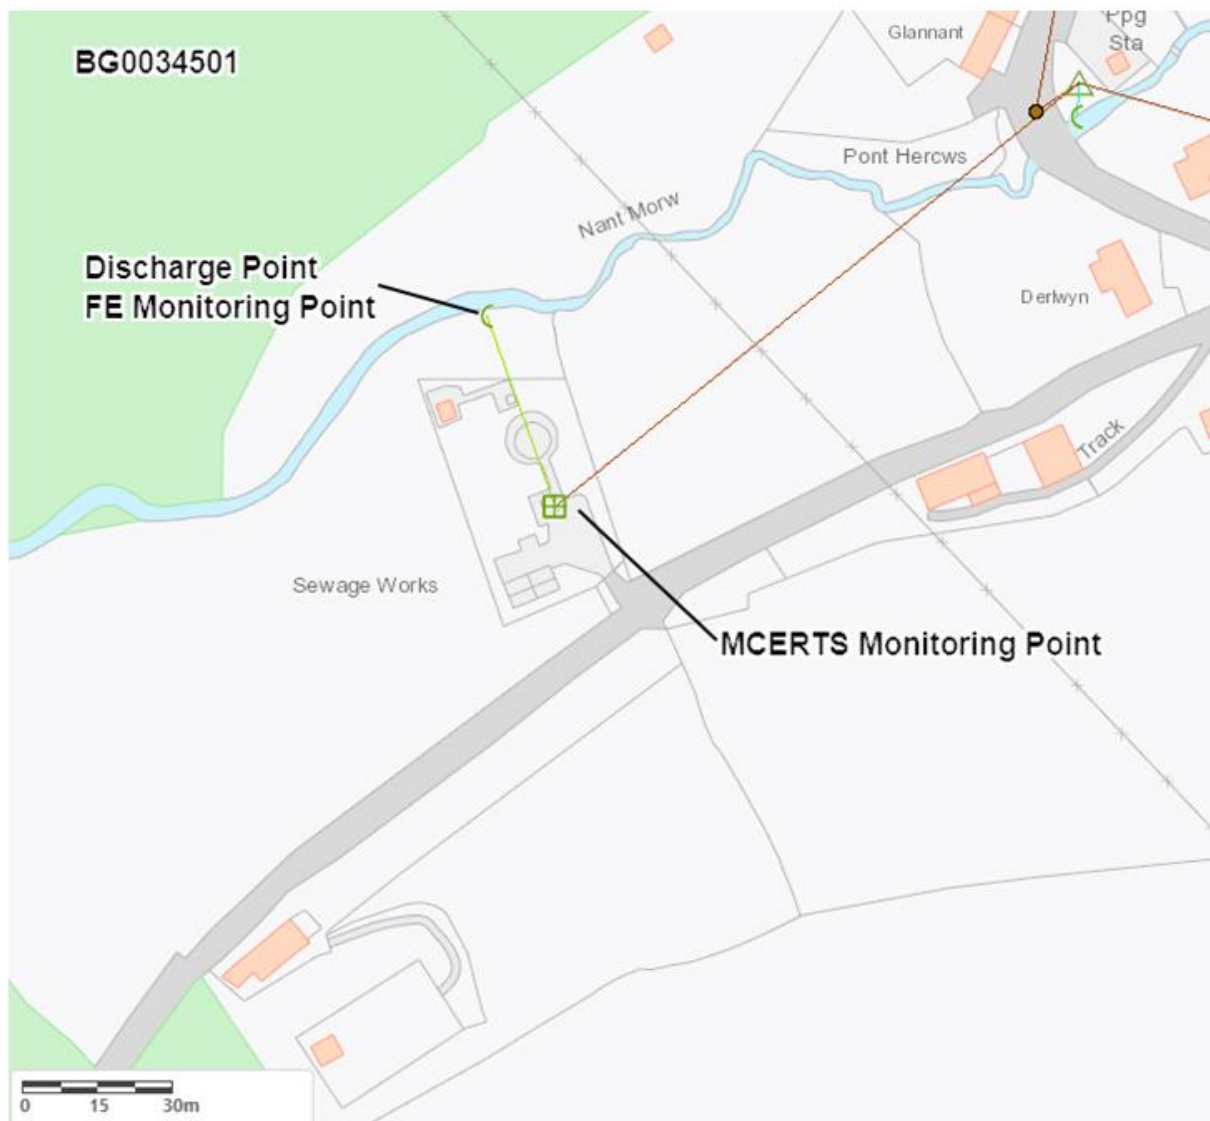 BG0034501
Glannant
Ppg
Sta
Pont Hercws
Nant Morw
Discharge Point
FE Monitoring Point
Derlwyn
Track
Sewage Works
MCERTS Monitoring Point
0 15 30m